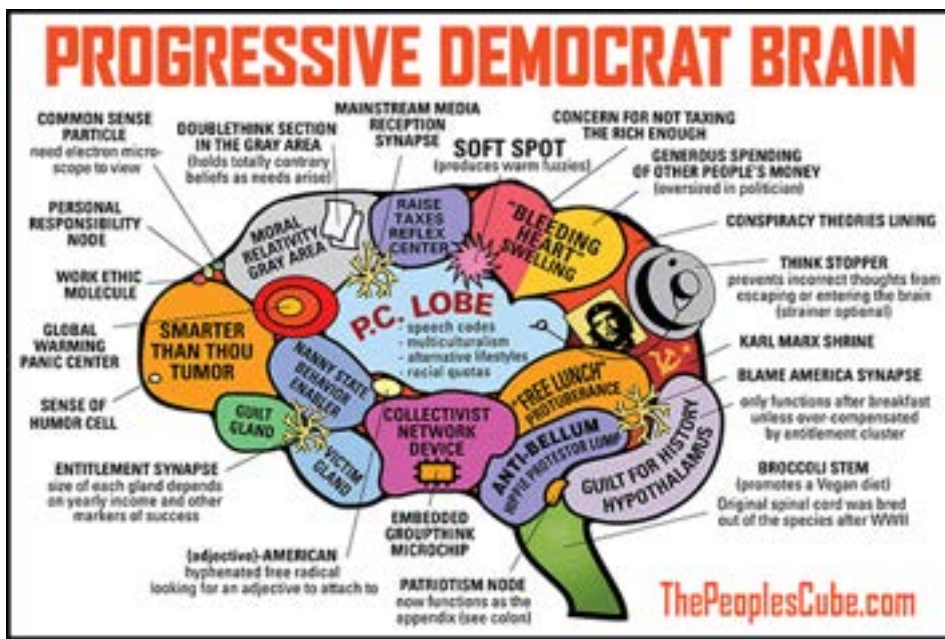 PROGRESSIVE DEMOCRAT BRAIN
COMMON SENSE
PARTICLE
need electron micro-
scope to view
DOUBLETHINK SECTION
IN THE GRAY AREA
(holds totally contrary
beliefs as needs arise)
MAINSTREAM MEDIA
RECEPTION
SYNAPSE
SOFT SPOT
(produces warm fuzzies)
CONCERN FOR NOT TAXING
THE RICH ENOUGH
GENEROUS SPENDING
OF OTHER PEOPLE'S MONEY
(oversized in politician)
PERSONAL
RESPONSIBILITY
NODE
WORK ETHIC
MOLECULE
GLOBAL
WARMING
PANIC CENTER
SENSE OF
HUMOR CELL
ENTITLEMENT SYNAPSE
size of each gland depends
on yearly income and other
markers of success
MORAL
RELATIVITY
GRAY AREA
RAISE
TAXES
REFLEX
CENTER
"BLEEDING
HEART"
SWELLING
P.C. LOBE
- speech codes
- multiculturalism
- alternative lifestyles
- racial quotas
SMARTER
THAN THOU
TUMOR
NANNY STATE
BEHAVIOR
ENABLER
GUILT
GLAND
VICTIM
GLAND
COLLECTIVIST
NETWORK
DEVICE
"FREE LUNCH"
PROTUBERANCE
ANTI-BELLUM
HIPPIE PROTESTOR LUMP
GUILT FOR HISTORY
HYPOTHALAMUS
CONSPIRACY THEORIES LINING
THINK STOPPER
prevents incorrect thoughts from
escaping or entering the brain
(strainer optional)
KARL MARX SHRINE
BLAME AMERICA SYNAPSE
only functions after breakfast
unless over-compensated
by entitlement cluster
BROCCOLI STEM
(promotes a Vegan diet)
Original spinal cord was bred
out of the species after WWII
(adjective)-AMERICAN
hyphenated free radical
looking for an adjective to attach to
EMBEDDED
GROUPTHINK
MICROCHIP
PATRIOTISM NODE
now functions as the
appendix (see colon)
ThePeoplesCube.com